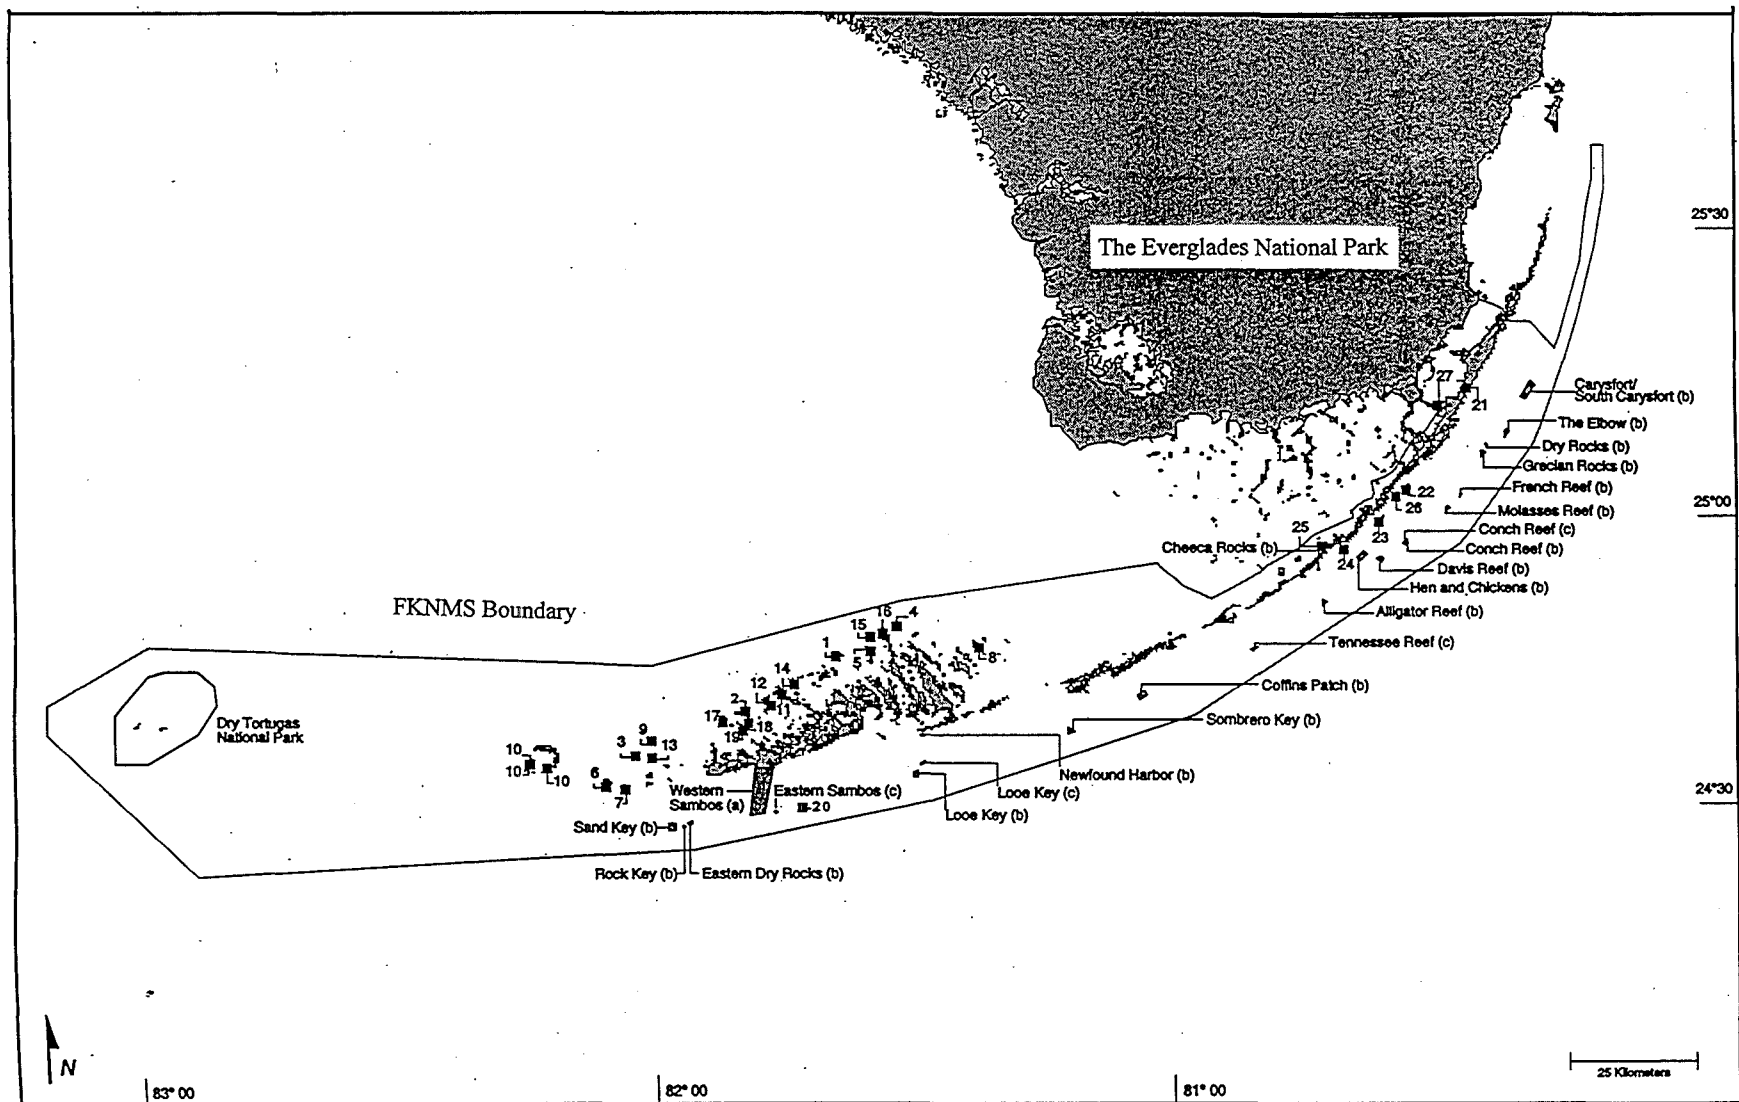 The Everglades National Park
25°30
27
21
Carysfort/
South Carysfort (b)
The Elbow (b)
Dry Rocks (b)
Grecian Rocks (b)
French Reef (b)
22
25°00
26
Molasses Reef (b)
25
23
Conch Reef (c)
Cheeca Rocks (b)
24
Conch Reef (b)
Davis Reef (b)
Hen and Chickens (b)
FKNMS Boundary
Alligator Reef (b)
16
4
15
Tennessee Reef (c)
1
5
8
14
12
Coffins Patch (b)
2
11
17
18
Sombrero Key (b)
Dry Tortugas
National Park
19
9
3
13
10
10
10
6
7
Newfound Harbor (b)
Western
Sambos (a)
Eastern Sambos (c)
20
Looe Key (c)
24°30
Looe Key (b)
Sand Key (b)
Rock Key (b)
Eastern Dry Rocks (b)
N
25 Kilometers
83° 00
82° 00
81° 00